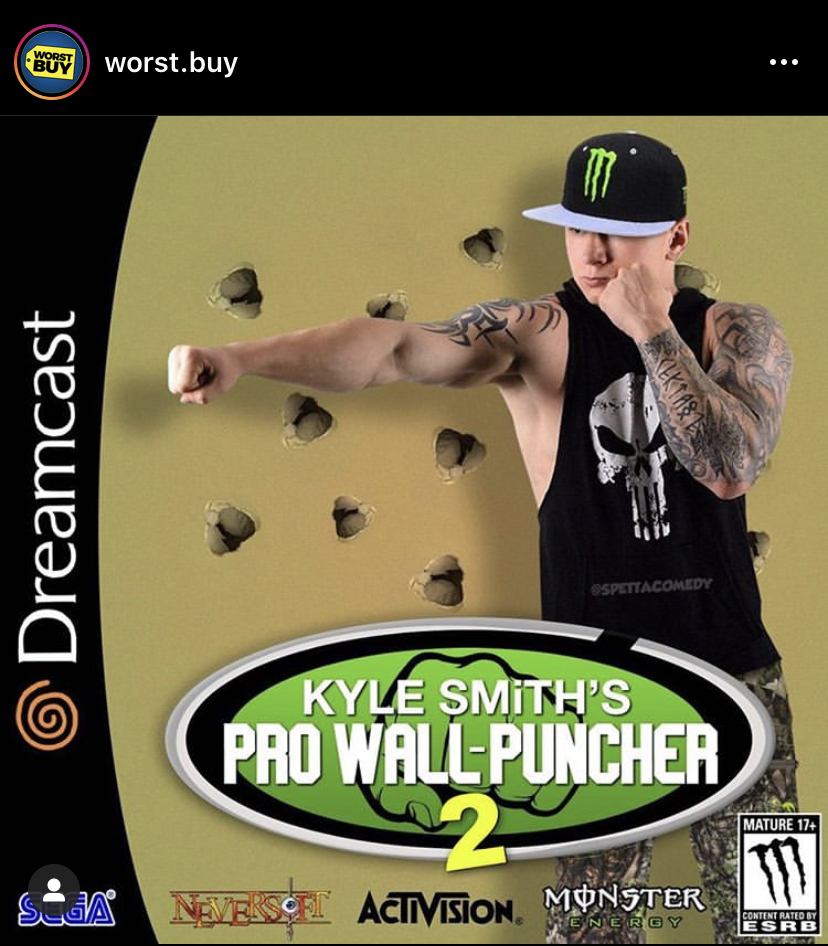 WORST
BUY
worst.buy
Dreamcast
@SPETTACOMEDY
KYLE SMiTH'S
PRO WALL-PUNCHER
2
MATURE 17+
CONTENT RATED BY
ESRB
SEGA®
NEVERSOFT
ACTIVISION®
MONSTER
ENERGY